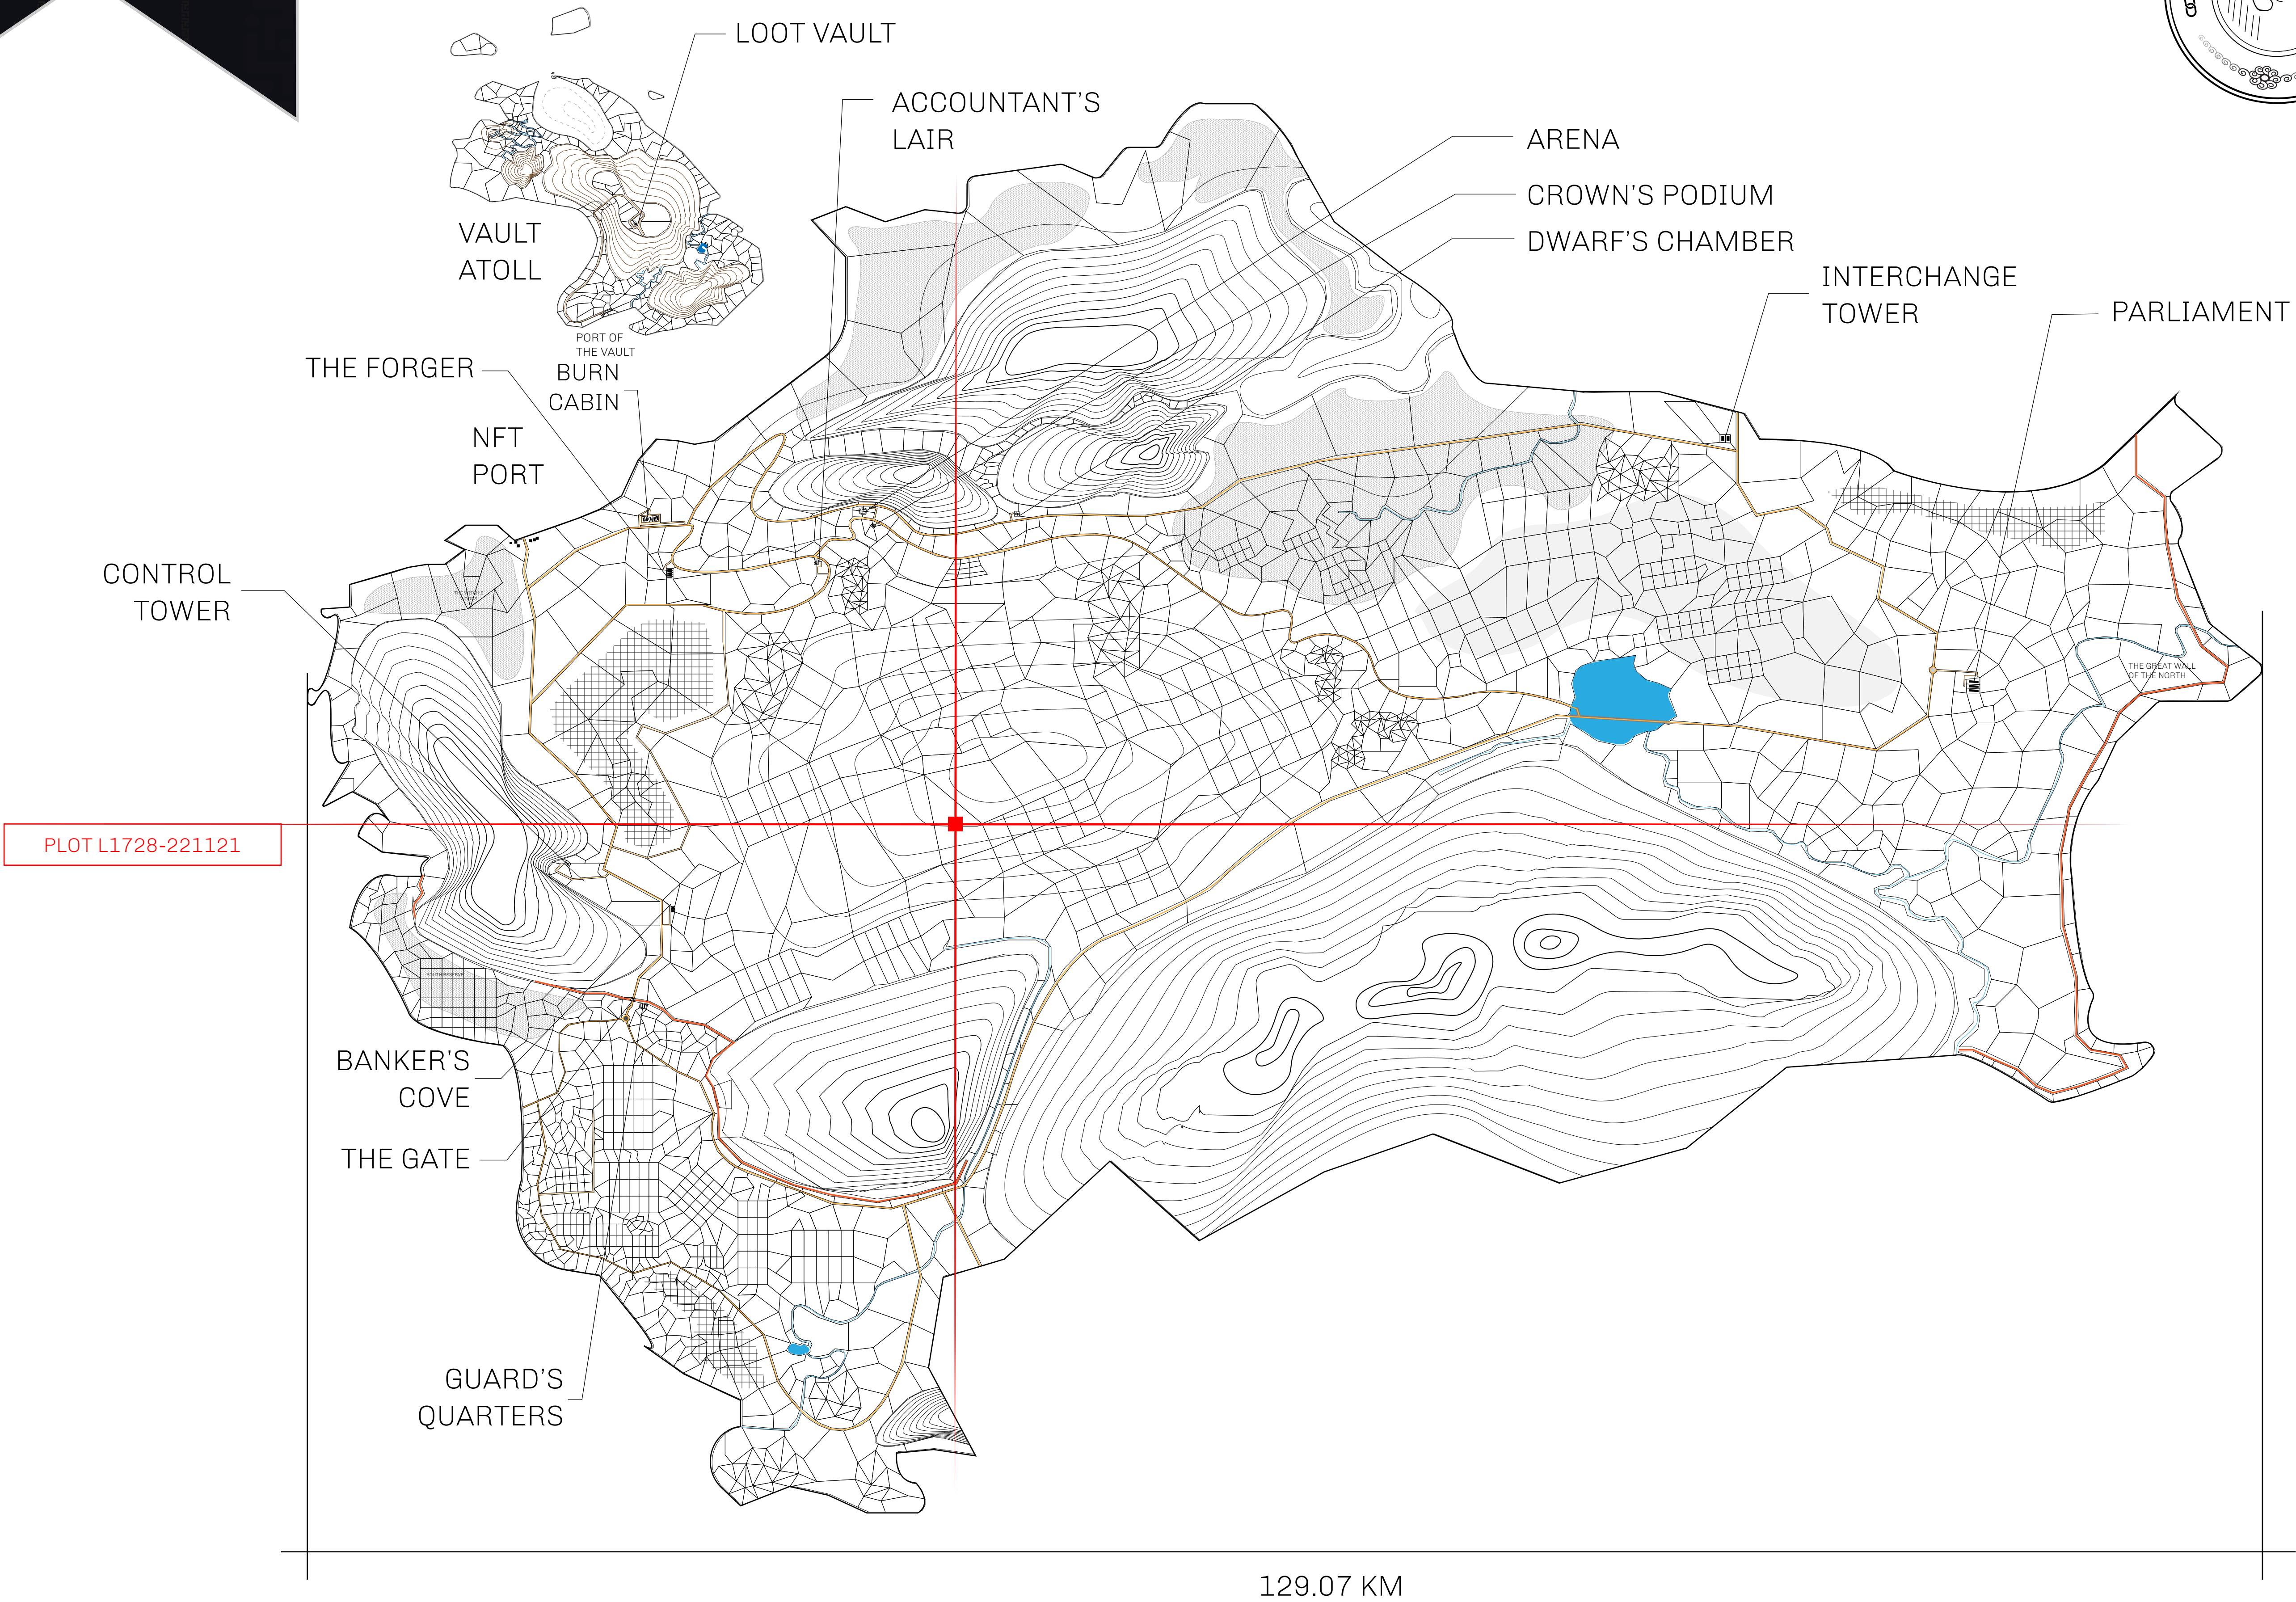 LOOT VAULT
ACCOUNTANT'S
LAIR
ARENA
CROWN'S PODIUM
DWARF'S CHAMBER
INTERCHANGE
TOWER
PARLIAMENT
VAULT
ATOLL
PORT OF
THE VAULT
THE FORGER
BURN
CABIN
NFT
PORT
CONTROL
TOWER
THE GREAT WALL
OF THE NORTH
PLOT L1728-221121
SOUTH RESERVE
BANKER'S
COVE
THE GATE
GUARD'S
QUARTERS
129.07 KM